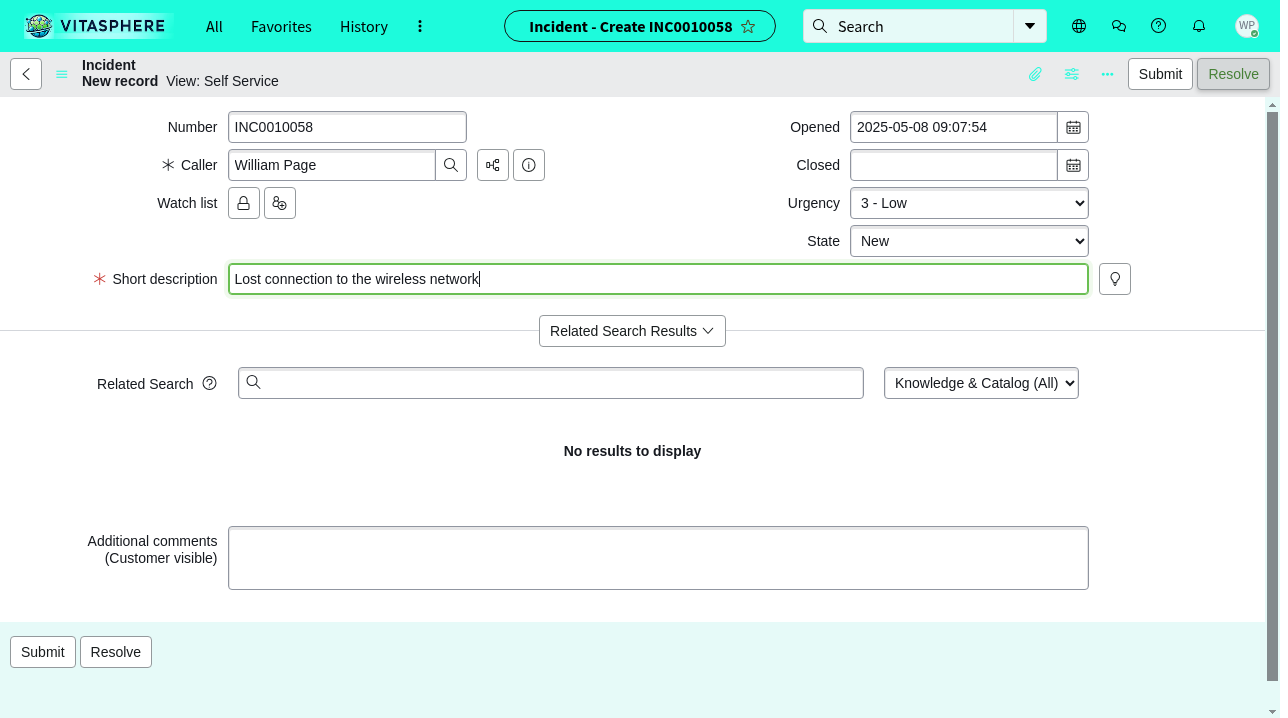 VITASPHERE
All
Favorites
History
Incident - Create INC0010058
Search
WP
Incident
New record View: Self Service
Submit
Resolve
Number
INC0010058
Opened
2025-05-08 09:07:54
Caller
William Page
Closed
Watch list
Urgency
3 - Low
State
New
Short description
Lost connection to the wireless network
Related Search Results
Related Search
Knowledge & Catalog (All)
No results to display
Additional comments
(Customer visible)
Submit
Resolve